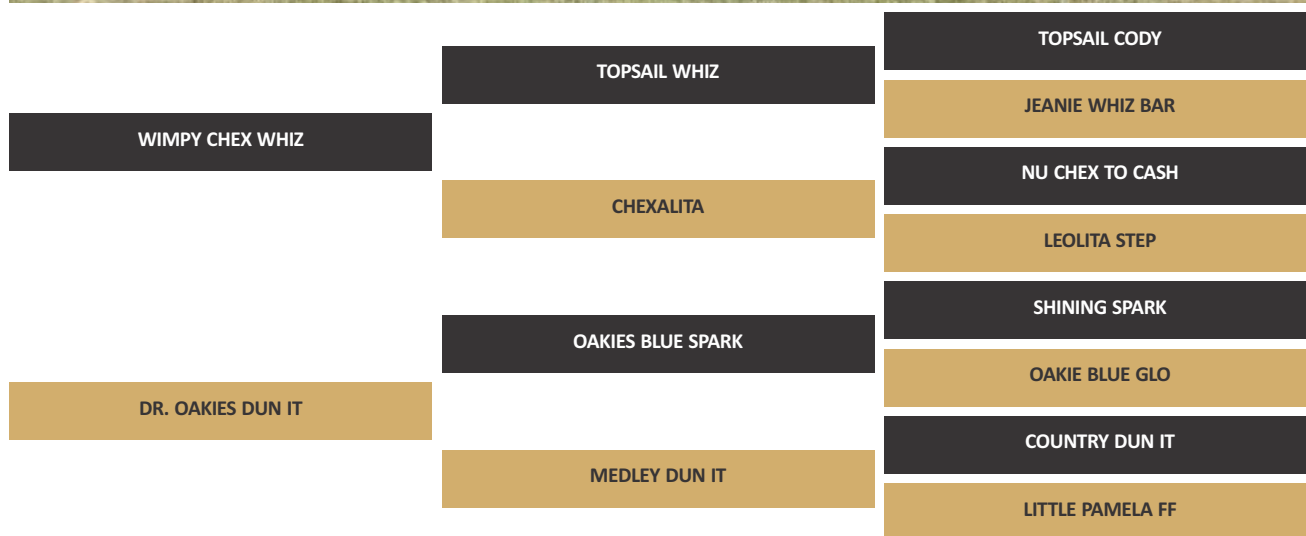 TOPSAIL CODY
TOPSAIL WHIZ
JEANIE WHIZ BAR
WIMPY CHEX WHIZ
NU CHEX TO CASH
CHEXALITA
LEOLITA STEP
SHINING SPARK
OAKIES BLUE SPARK
OAKIE BLUE GLO
DR. OAKIES DUN IT
COUNTRY DUN IT
MEDLEY DUN IT
LITTLE PAMELA FF